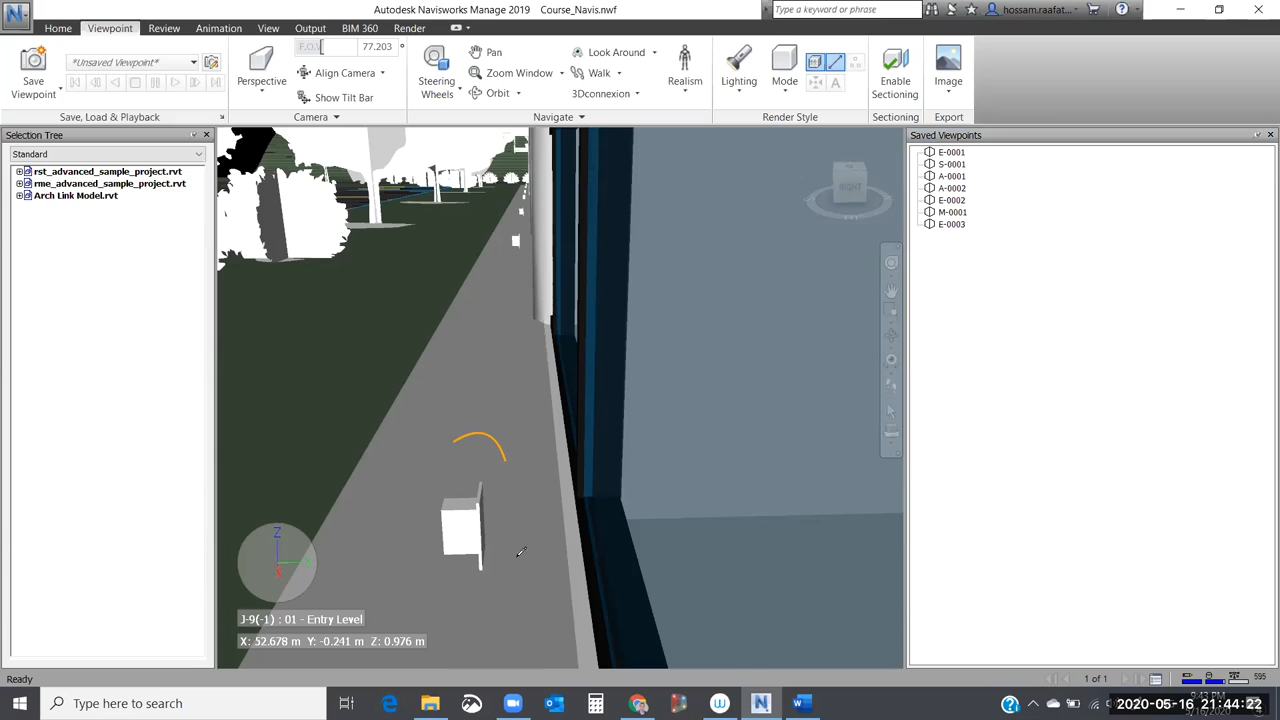 Autodesk Navisworks Manage 2019 Course_Navis.nwf
Type a keyword or phrase
hossam.rafat...
Home Viewpoint Review Animation View Output BIM 360 Render
Save Viewpoint
*Unsaved Viewpoint*
Save, Load & Playback
Perspective
F.O.V. 77.203 °
Align Camera
Show Tilt Bar
Camera
Steering Wheels
Pan
Zoom Window
Orbit
Look Around
Walk
3Dconnexion
Navigate
Realism
Lighting
Mode
Render Style
Enable Sectioning
Sectioning
Image
Export
Selection Tree
Standard
rst_advanced_sample_project.rvt
rme_advanced_sample_project.rvt
Arch Link Model.rvt
RIGHT
Z
X
J-9(-1) : 01 - Entry Level
X: 52.678 m Y: -0.241 m Z: 0.976 m
Saved Viewpoints
E-0001
S-0001
A-0001
A-0002
E-0002
M-0001
E-0003
Ready
1 of 1
595
Type here to search
2020-05-16 21:44:22